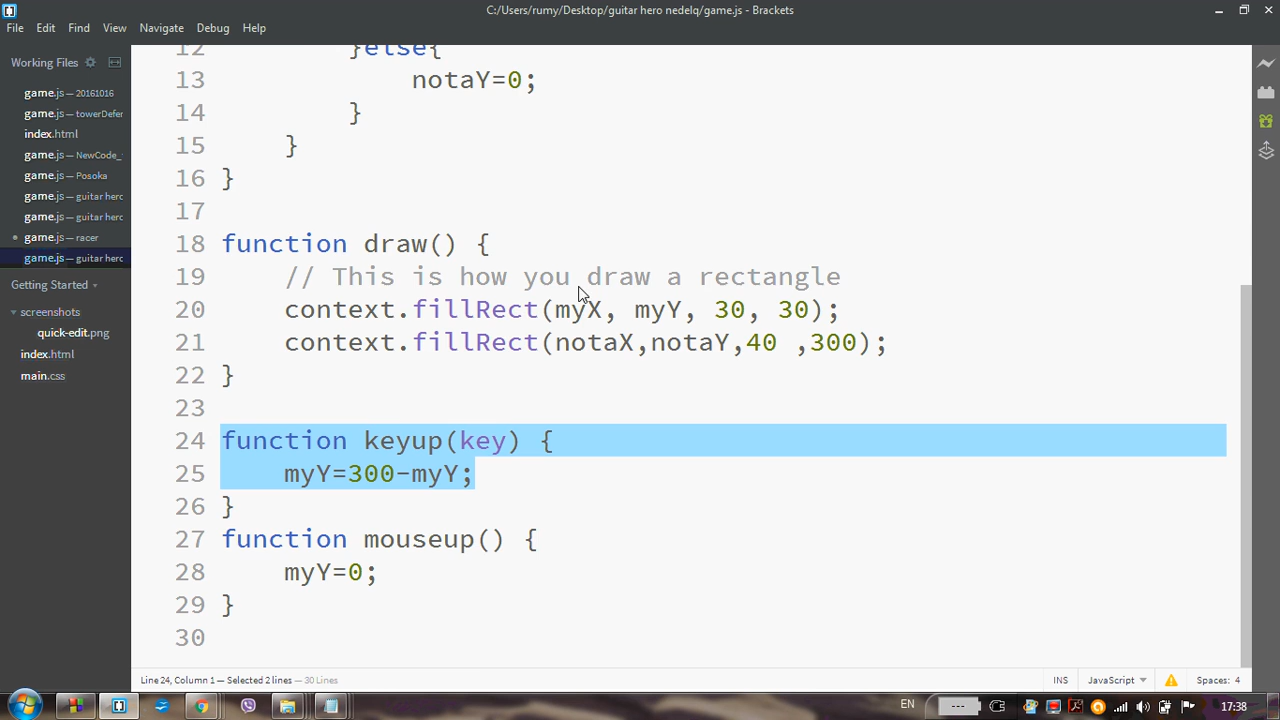 C:/Users/rumy/Desktop/guitar hero nedelq/game.js - Brackets
File Edit Find View Navigate Debug Help
Working Files
game.js — 20161016
game.js — towerDefer
index.html
game.js — NewCode_
game.js — Posoka
game.js — guitar hero
game.js — guitar hero
game.js — racer
game.js — guitar hero
Getting Started
screenshots
quick-edit.png
index.html
main.css
12 }else{
13 notaY=0;
14 }
15 }
16 }
17
18 function draw() {
19 // This is how you draw a rectangle
20 context.fillRect(myX, myY, 30, 30);
21 context.fillRect(notaX,notaY,40 ,300);
22 }
23
24 function keyup(key) {
25 myY=300-myY;
26 }
27 function mouseup() {
28 myY=0;
29 }
30
Line 24, Column 1 — Selected 2 lines — 30 Lines
INS JavaScript Spaces: 4
EN --- 17:38